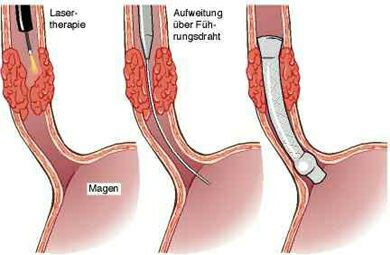 Laser-
therapie
Aufweitung
über Füh-
rungsdraht
Magen